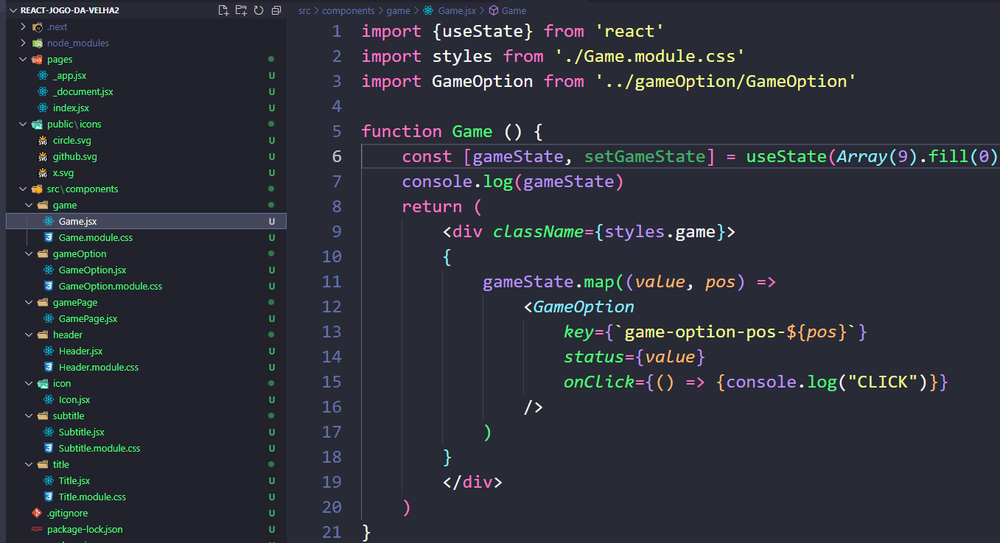 REACT-JOGO-DA-VELHA2
.next
node_modules
pages
_app.jsx U
_document.jsx U
index.jsx U
public\icons
circle.svg U
github.svg U
x.svg U
src\components
game
Game.jsx U
Game.module.css U
gameOption
GameOption.jsx U
GameOption.module.css U
gamePage
GamePage.jsx U
header
Header.jsx U
Header.module.css U
icon
Icon.jsx U
subtitle
Subtitle.jsx U
Subtitle.module.css U
title
Title.jsx U
Title.module.css U
.gitignore U
package-lock.json U
src > components > game > Game.jsx > Game
1 import {useState} from 'react'
2 import styles from './Game.module.css'
3 import GameOption from '../gameOption/GameOption'
4
5 function Game () {
6 const [gameState, setGameState] = useState(Array(9).fill(0)
7 console.log(gameState)
8 return (
9 <div className={styles.game}>
10 {
11 gameState.map((value, pos) =>
12 <GameOption
13 key={`game-option-pos-${pos}`}
14 status={value}
15 onClick={() => {console.log("CLICK")}}
16 />
17 )
18 }
19 </div>
20 )
21 }